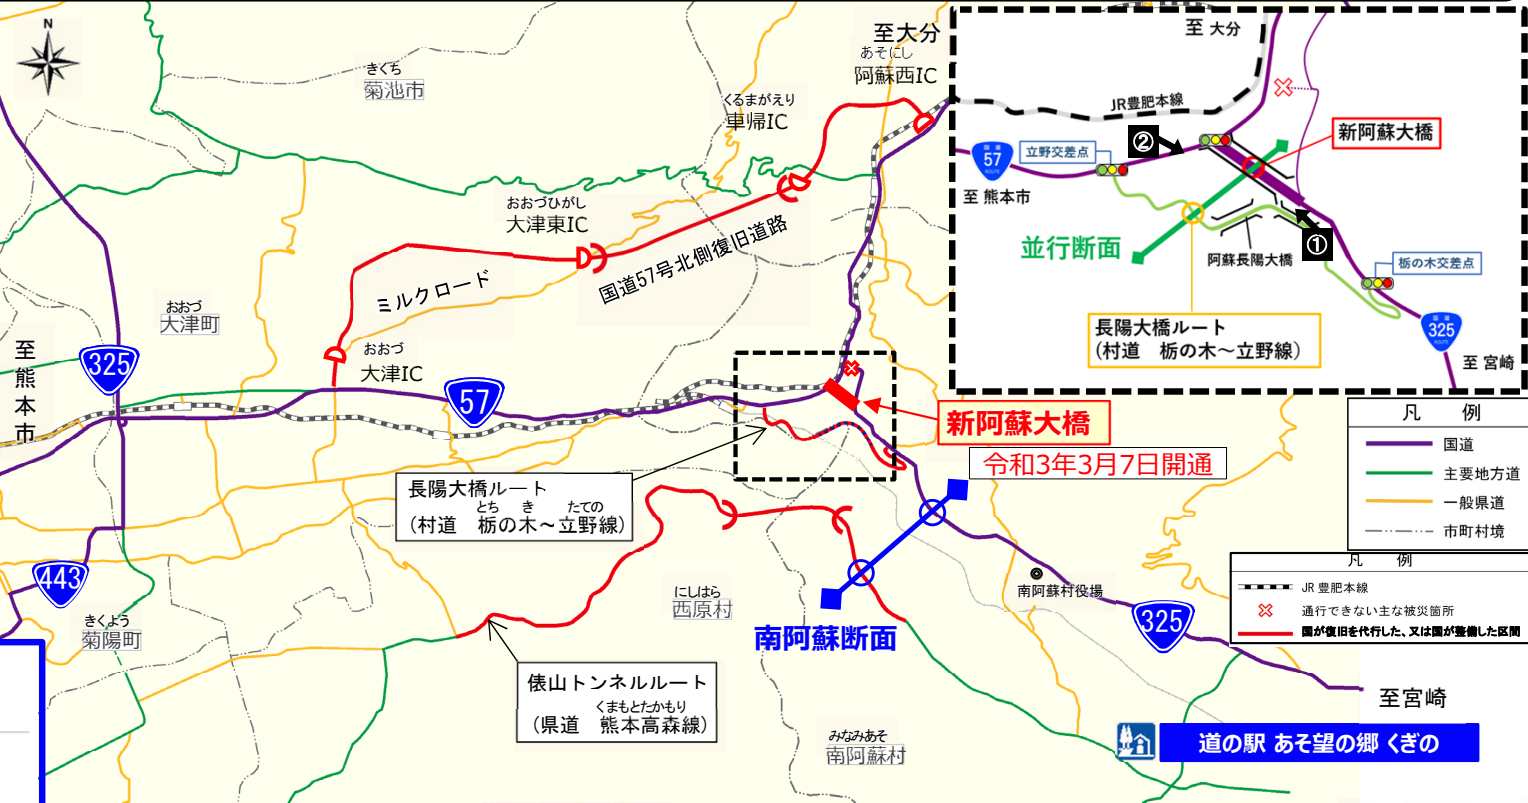 N
きくち
菊池市
至大分
あそにし
阿蘇西IC
くるまがえり
車帰IC
おおづひがし
大津東IC
国道57号北側復旧道路
ミルクロード
おおづ
大津町
おおづ
大津IC
至熊本市
325
57
新阿蘇大橋
令和3年3月7日開通
長陽大橋ルート
とち き たての
(村道 栃の木~立野線)
443
きくよう
菊陽町
にしはら
西原村
南阿蘇断面
南阿蘇村役場
325
俵山トンネルルート
くまもとたかもり
(県道 熊本高森線)
みなみあそ
南阿蘇村
至宮崎
道の駅 あそ望の郷 くぎの
至 大分
JR豊肥本線
国道
57
ROUTE
立野交差点
②
新阿蘇大橋
至 熊本市
並行断面
阿蘇長陽大橋
①
栃の木交差点
長陽大橋ルート
(村道 栃の木~立野線)
国道
325
ROUTE
至 宮崎
凡 例
国道
主要地方道
一般県道
市町村境
凡 例
JR 豊肥本線
通行できない主な被災箇所
国が復旧を代行した、又は国が整備した区間